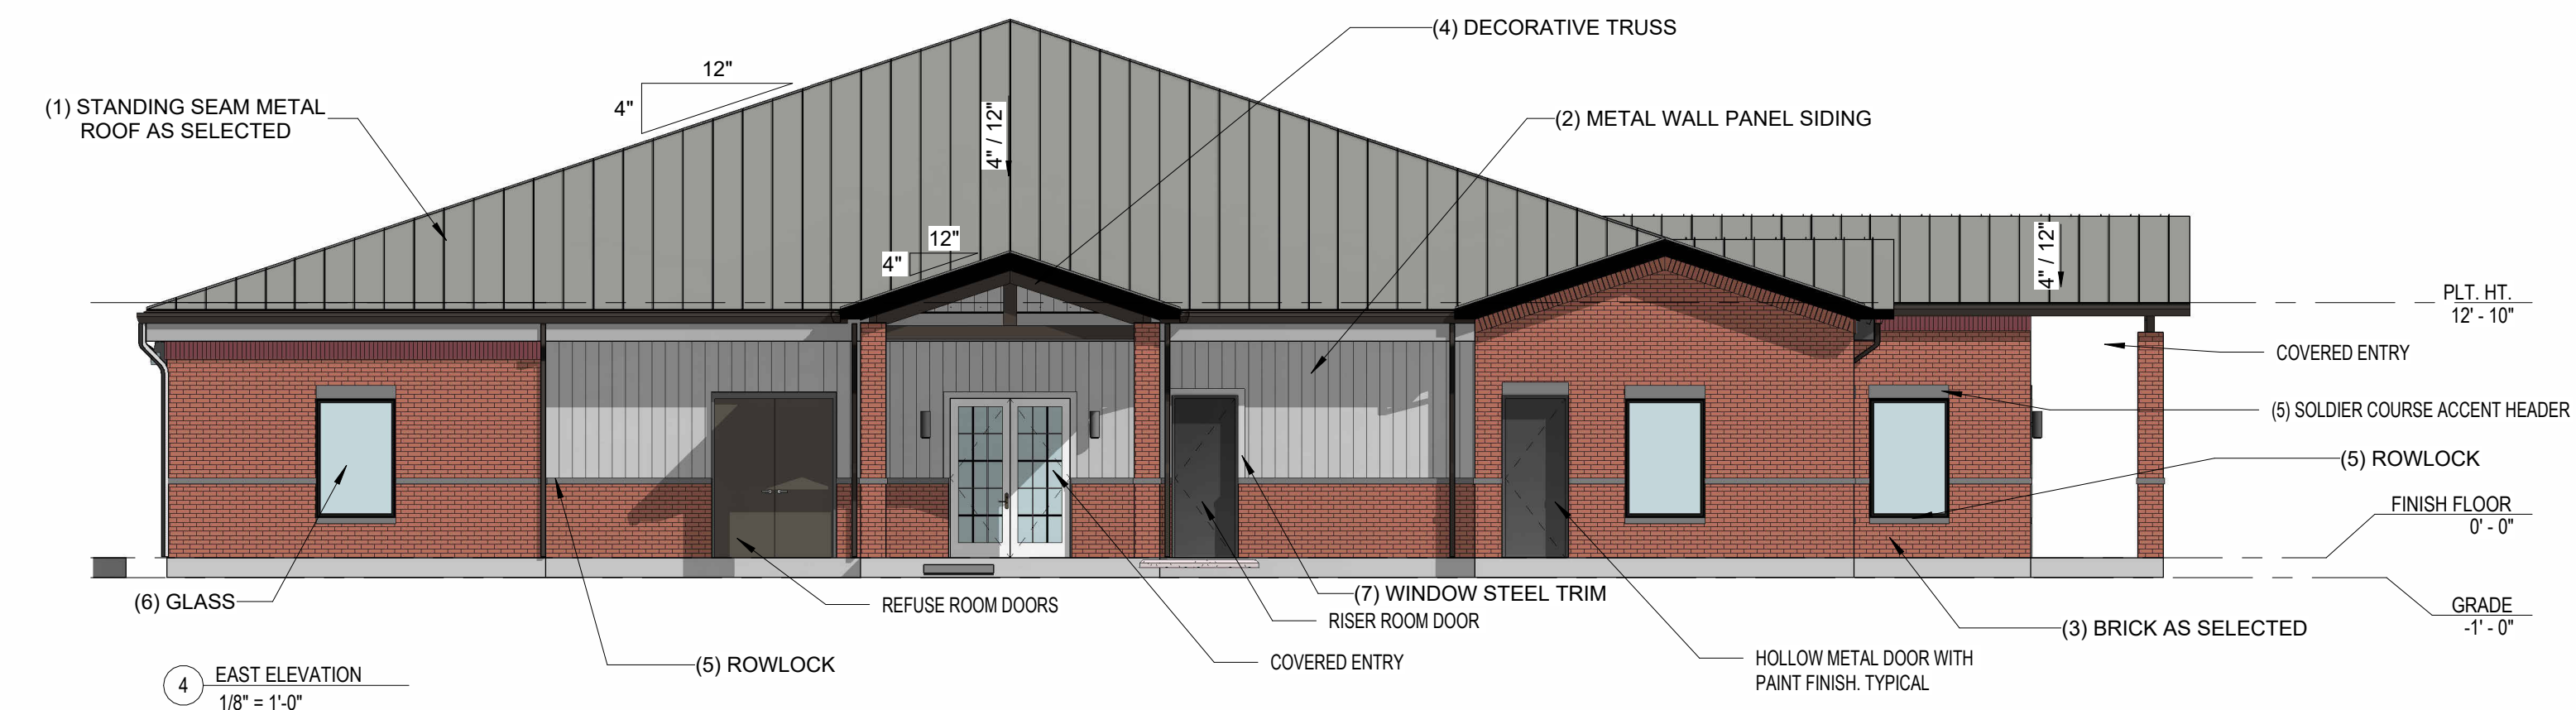 (4) DECORATIVE TRUSS
12"
4"
(1) STANDING SEAM METAL
ROOF AS SELECTED
4" / 12"
(2) METAL WALL PANEL SIDING
12"
4"
4" / 12"
PLT. HT.
12' - 10"
COVERED ENTRY
(5) SOLDIER COURSE ACCENT HEADER
(5) ROWLOCK
FINISH FLOOR
0' - 0"
(6) GLASS
REFUSE ROOM DOORS
(7) WINDOW STEEL TRIM
RISER ROOM DOOR
GRADE
-1' - 0"
(3) BRICK AS SELECTED
(5) ROWLOCK
COVERED ENTRY
HOLLOW METAL DOOR WITH
PAINT FINISH. TYPICAL
4
EAST ELEVATION
1/8" = 1'-0"